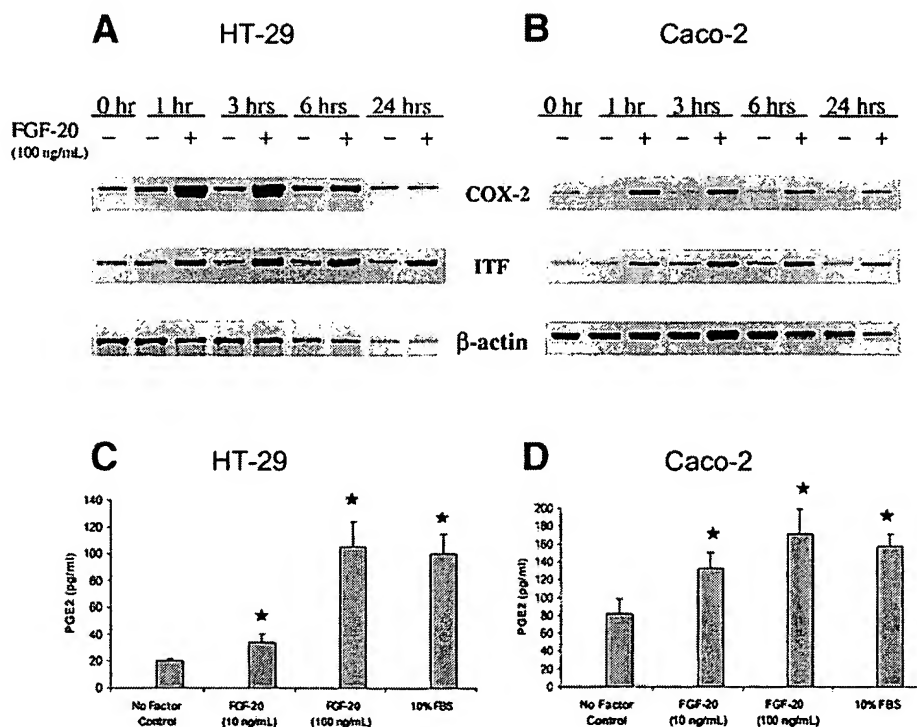 A HT-29
B Caco-2
0 hr 1 hr 3 hrs 6 hrs 24 hrs
0 hr 1 hr 3 hrs 6 hrs 24 hrs
FGF-20 − − + − + − + − +
− − + − + − + − +
(100 ng/mL)
COX-2
ITF
β-actin
C HT-29
140
120
100
80
60
40
20
0
PGE2 (pg/ml)
No Factor Control
FGF-20 (10 ng/mL)
FGF-20 (100 ng/mL)
10% FBS
D Caco-2
200
180
160
140
120
100
80
60
40
20
0
PGE2 (pg/ml)
No Factor Control
FGF-20 (10 ng/mL)
FGF-20 (100 ng/mL)
10% FBS